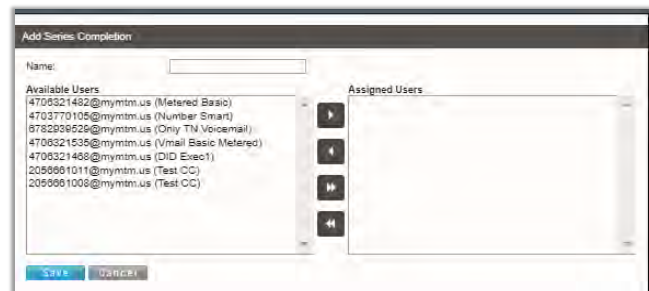 Add Series Completion
Name:
Available Users
Assigned Users
4706321482@mymtm.us (Metered Basic)
4703770105@mymtm.us (Number Smart)
6782939529@mymtm.us (Only TN Voicemail)
4706321535@mymtm.us (Vmail Basic Metered)
4706321468@mymtm.us (DID Exec1)
2056661011@mymtm.us (Test CC)
2056661008@mymtm.us (Test CC)
Save
Cancel